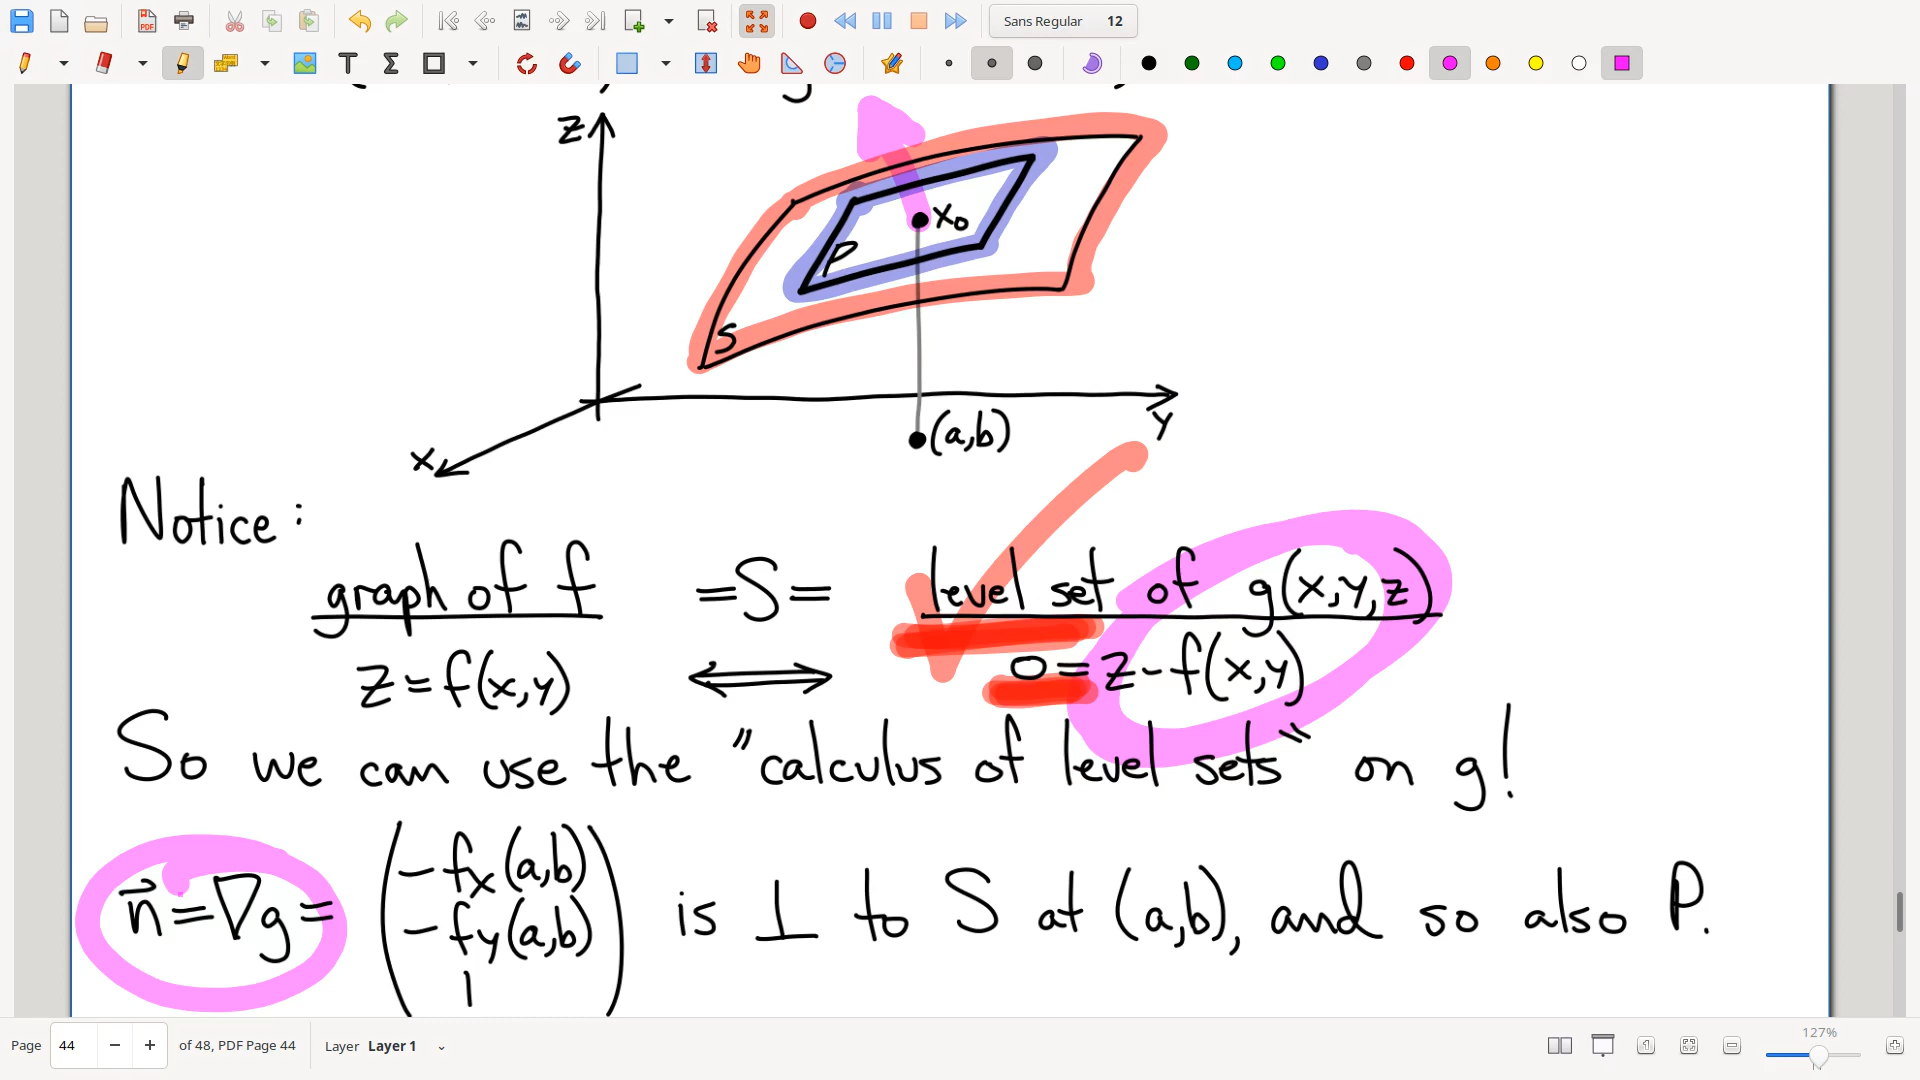 Sans Regular 12
z
x₀
P
S
(a,b)
y
x
Notice:
graph of f =S= level set of g(x,y,z)
z=f(x,y) ⟺ 0=z-f(x,y)
So we can use the "calculus of level sets" on g!
n⃗=∇g= (-fx(a,b)
-fy(a,b)
1) is ⊥ to S at (a,b), and so also P.
Page 44 − + of 48, PDF Page 44 Layer Layer 1 127%